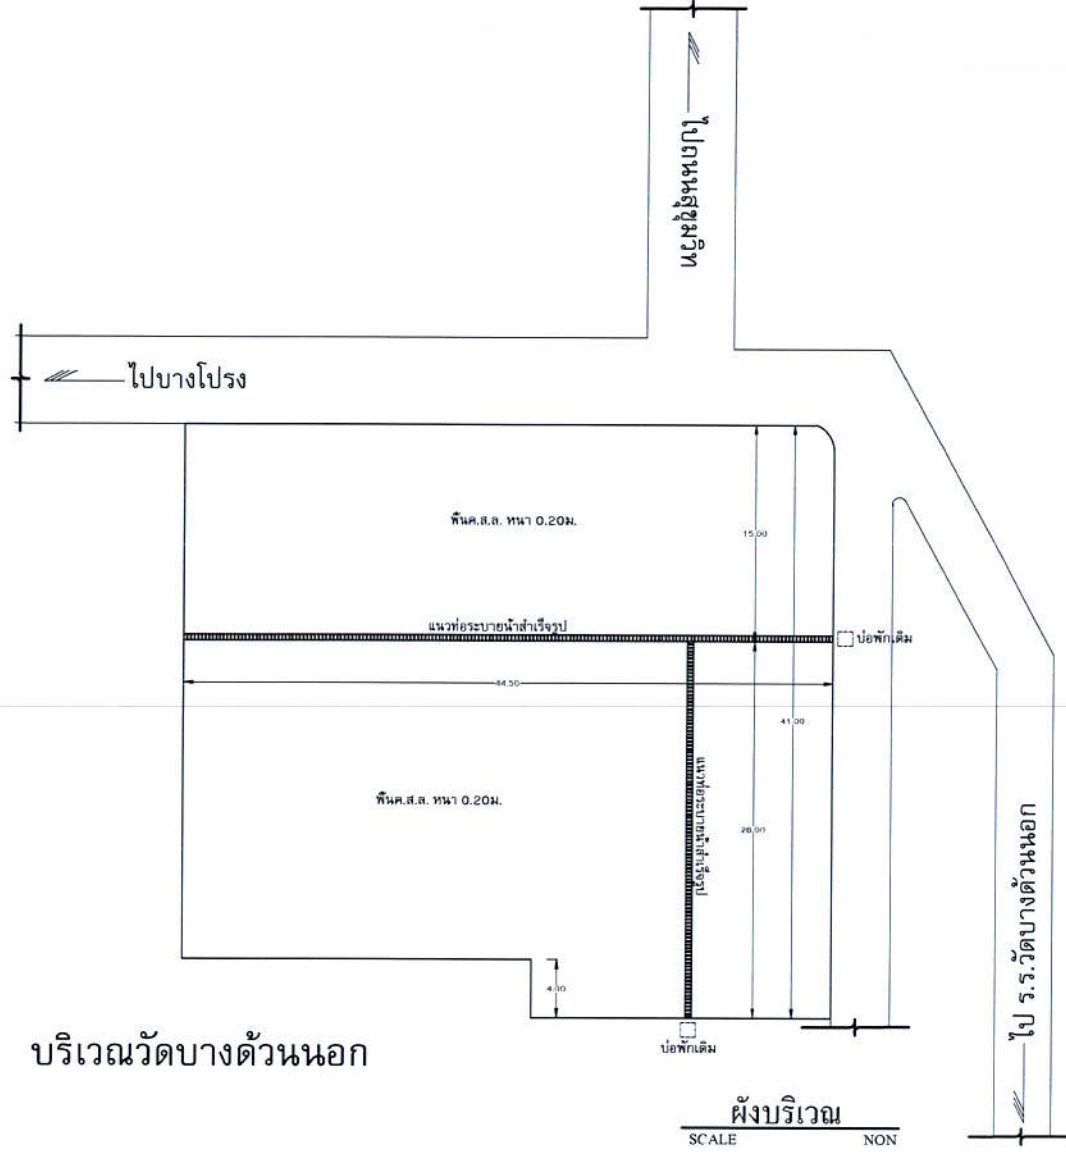 ไปถนนสุขุมวิท
ไปบางโปรง
พื้นค.ส.ล. หนา 0.20ม.
15.00
แนวท่อระบายน้ำสำเร็จรูป
บ่อพักเดิม
44.50
41.00
พื้นค.ส.ล. หนา 0.20ม.
แนวท่อระบายน้ำสำเร็จรูป
26.00
ไป ร.ร.วัดบางด้วนนอก
4.00
บ่อพักเดิม
บริเวณวัดบางด้วนนอก
ผังบริเวณ
SCALE NON